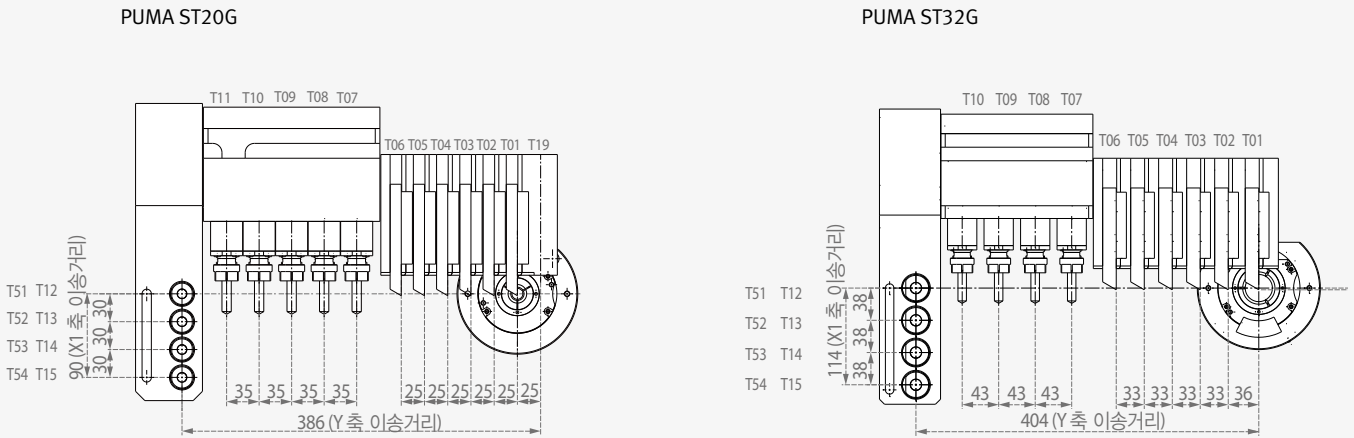 PUMA ST20G
T11 T10 T09 T08 T07
T06 T05 T04 T03 T02 T01 T19
T51 T12
T52 T13
T53 T14
T54 T15
90 (X1 축 이송거리)
30
30
30
35 35 35 35
25 25 25 25 25 25
386 (Y 축 이송거리)
PUMA ST32G
T10 T09 T08 T07
T06 T05 T04 T03 T02 T01
T51 T12
T52 T13
T53 T14
T54 T15
114 (X1 축 이송거리)
38
38
38
43 43 43
33 33 33 33 36
404 (Y 축 이송거리)